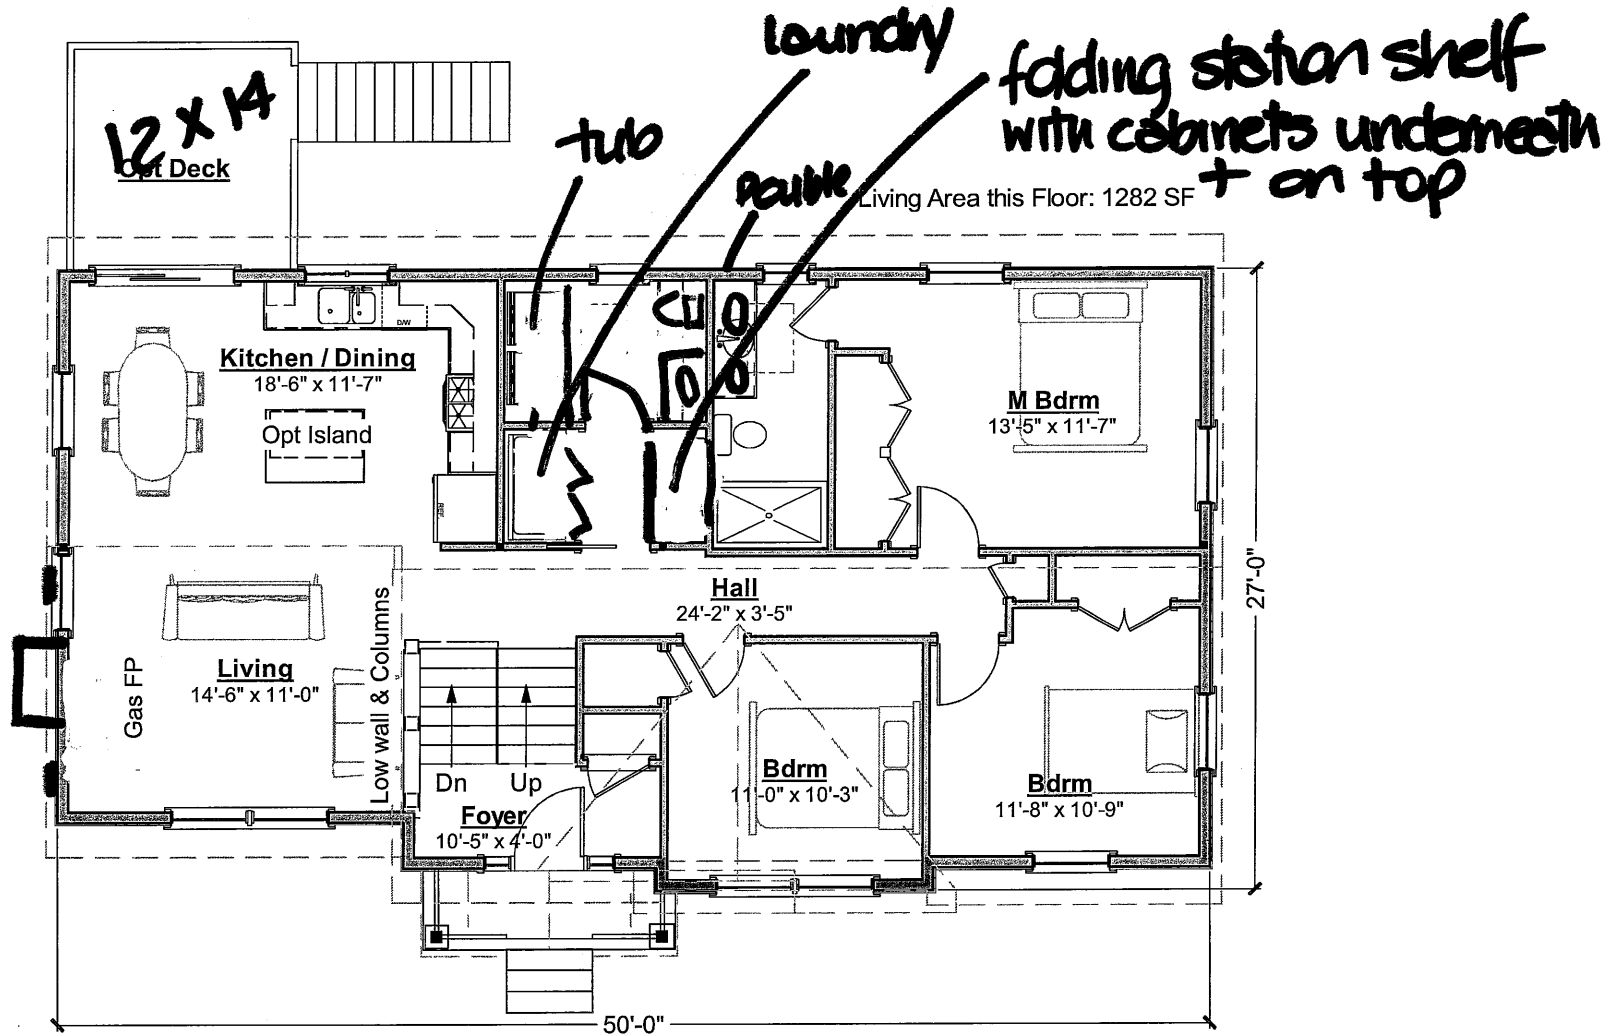 laundry
folding station shelf
with cabinets underneath
+ on top
12 x 14
Opt Deck
tub
Double
Living Area this Floor: 1282 SF
D/W
Kitchen / Dining
18'-6" x 11'-7"
Opt Island
REF
M Bdrm
13'-5" x 11'-7"
Hall
24'-2" x 3'-5"
27'-0"
Living
14'-6" x 11'-0"
Gas FP
Low wall & Columns
Dn
Up
Foyer
10'-5" x 4'-0"
Bdrm
11'-0" x 10'-3"
Bdrm
11'-8" x 10'-9"
50'-0"